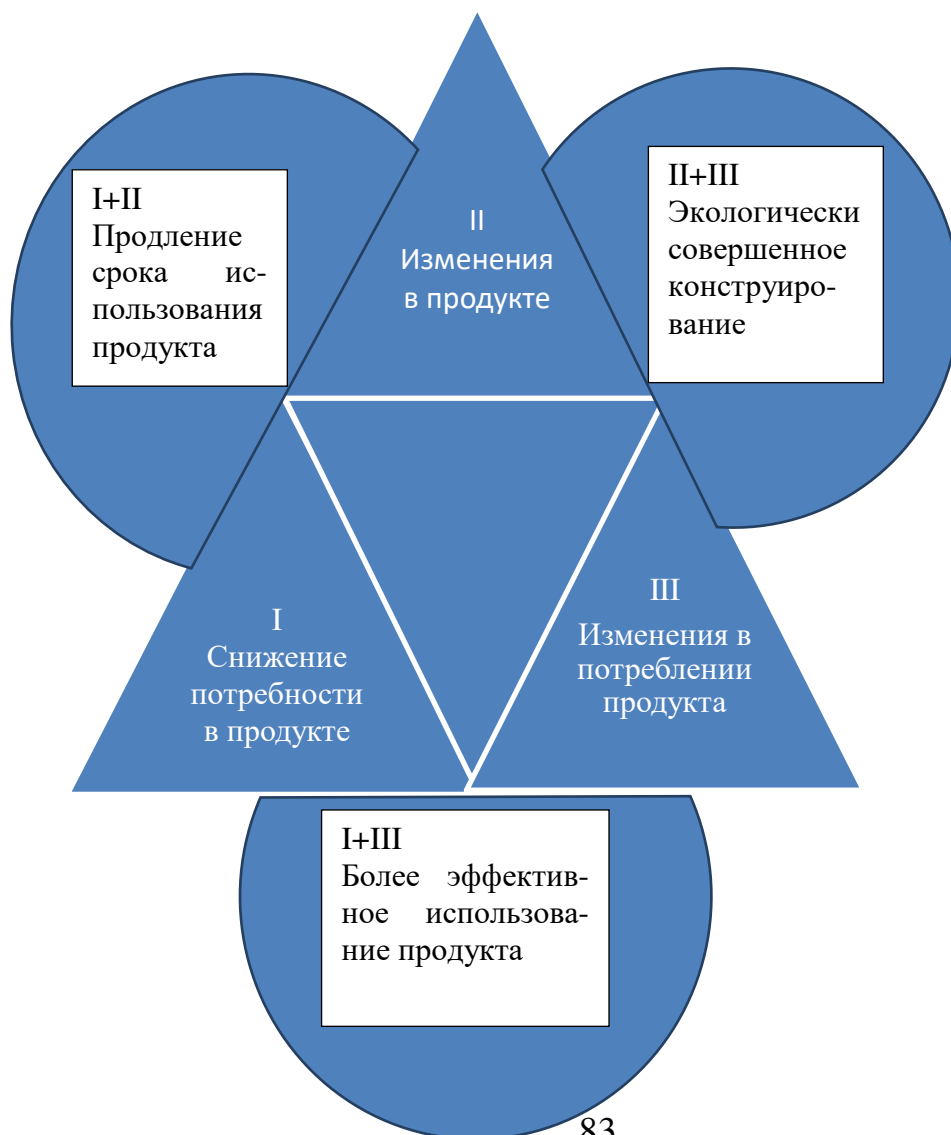 I+II
Продление
срока ис-
пользования
продукта
II
Изменения
в продукте
II+III
Экологически
совершенное
конструиро-
вание
I
Снижение
потребности
в продукте
III
Изменения в
потреблении
продукта
I+III
Более эффектив-
ное использова-
ние продукта
83